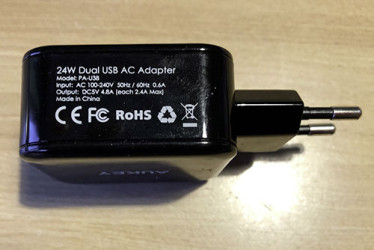 24W Dual USB AC Adapter
Model: PA-U38
Input: AC 100-240V 50Hz / 60Hz 0.6A
Output: DC5V 4.8A (each 2.4A Max)
Made in China
CE FC RoHS
AUKEY